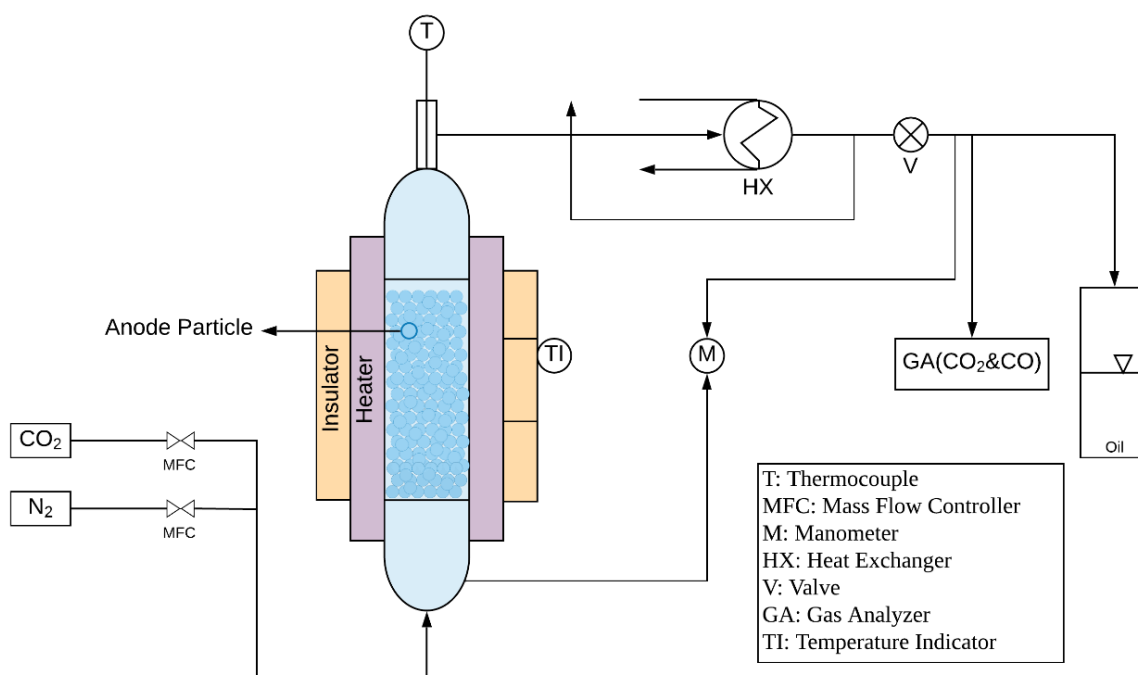 T
HX
V
Anode Particle
Insulator
Heater
TI
M
GA(CO₂&CO)
Oil
CO₂
MFC
N₂
MFC
T: Thermocouple
MFC: Mass Flow Controller
M: Manometer
HX: Heat Exchanger
V: Valve
GA: Gas Analyzer
TI: Temperature Indicator